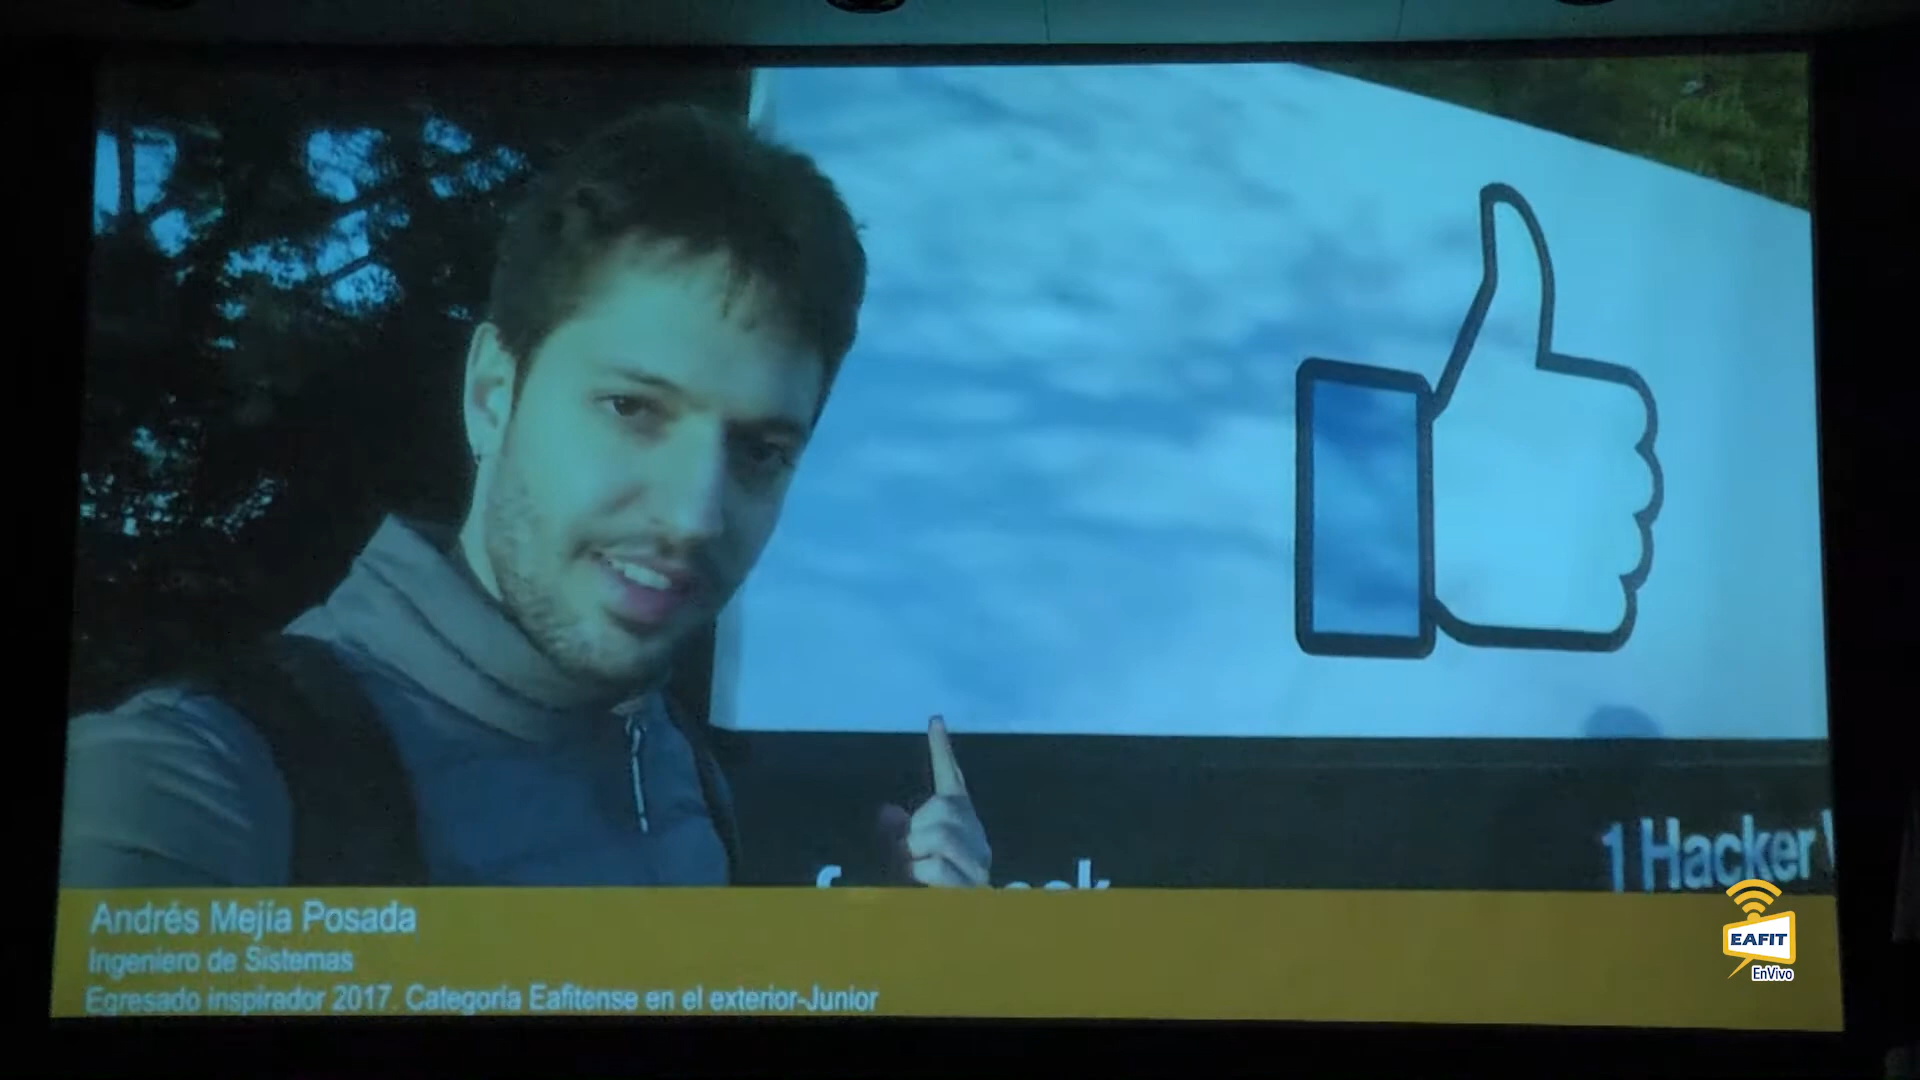 1 Hacker
Andrés Mejía Posada
Ingeniero de Sistemas
Egresado inspirador 2017. Categoría Eafitense en el exterior-Junior
EAFIT
EnVivo